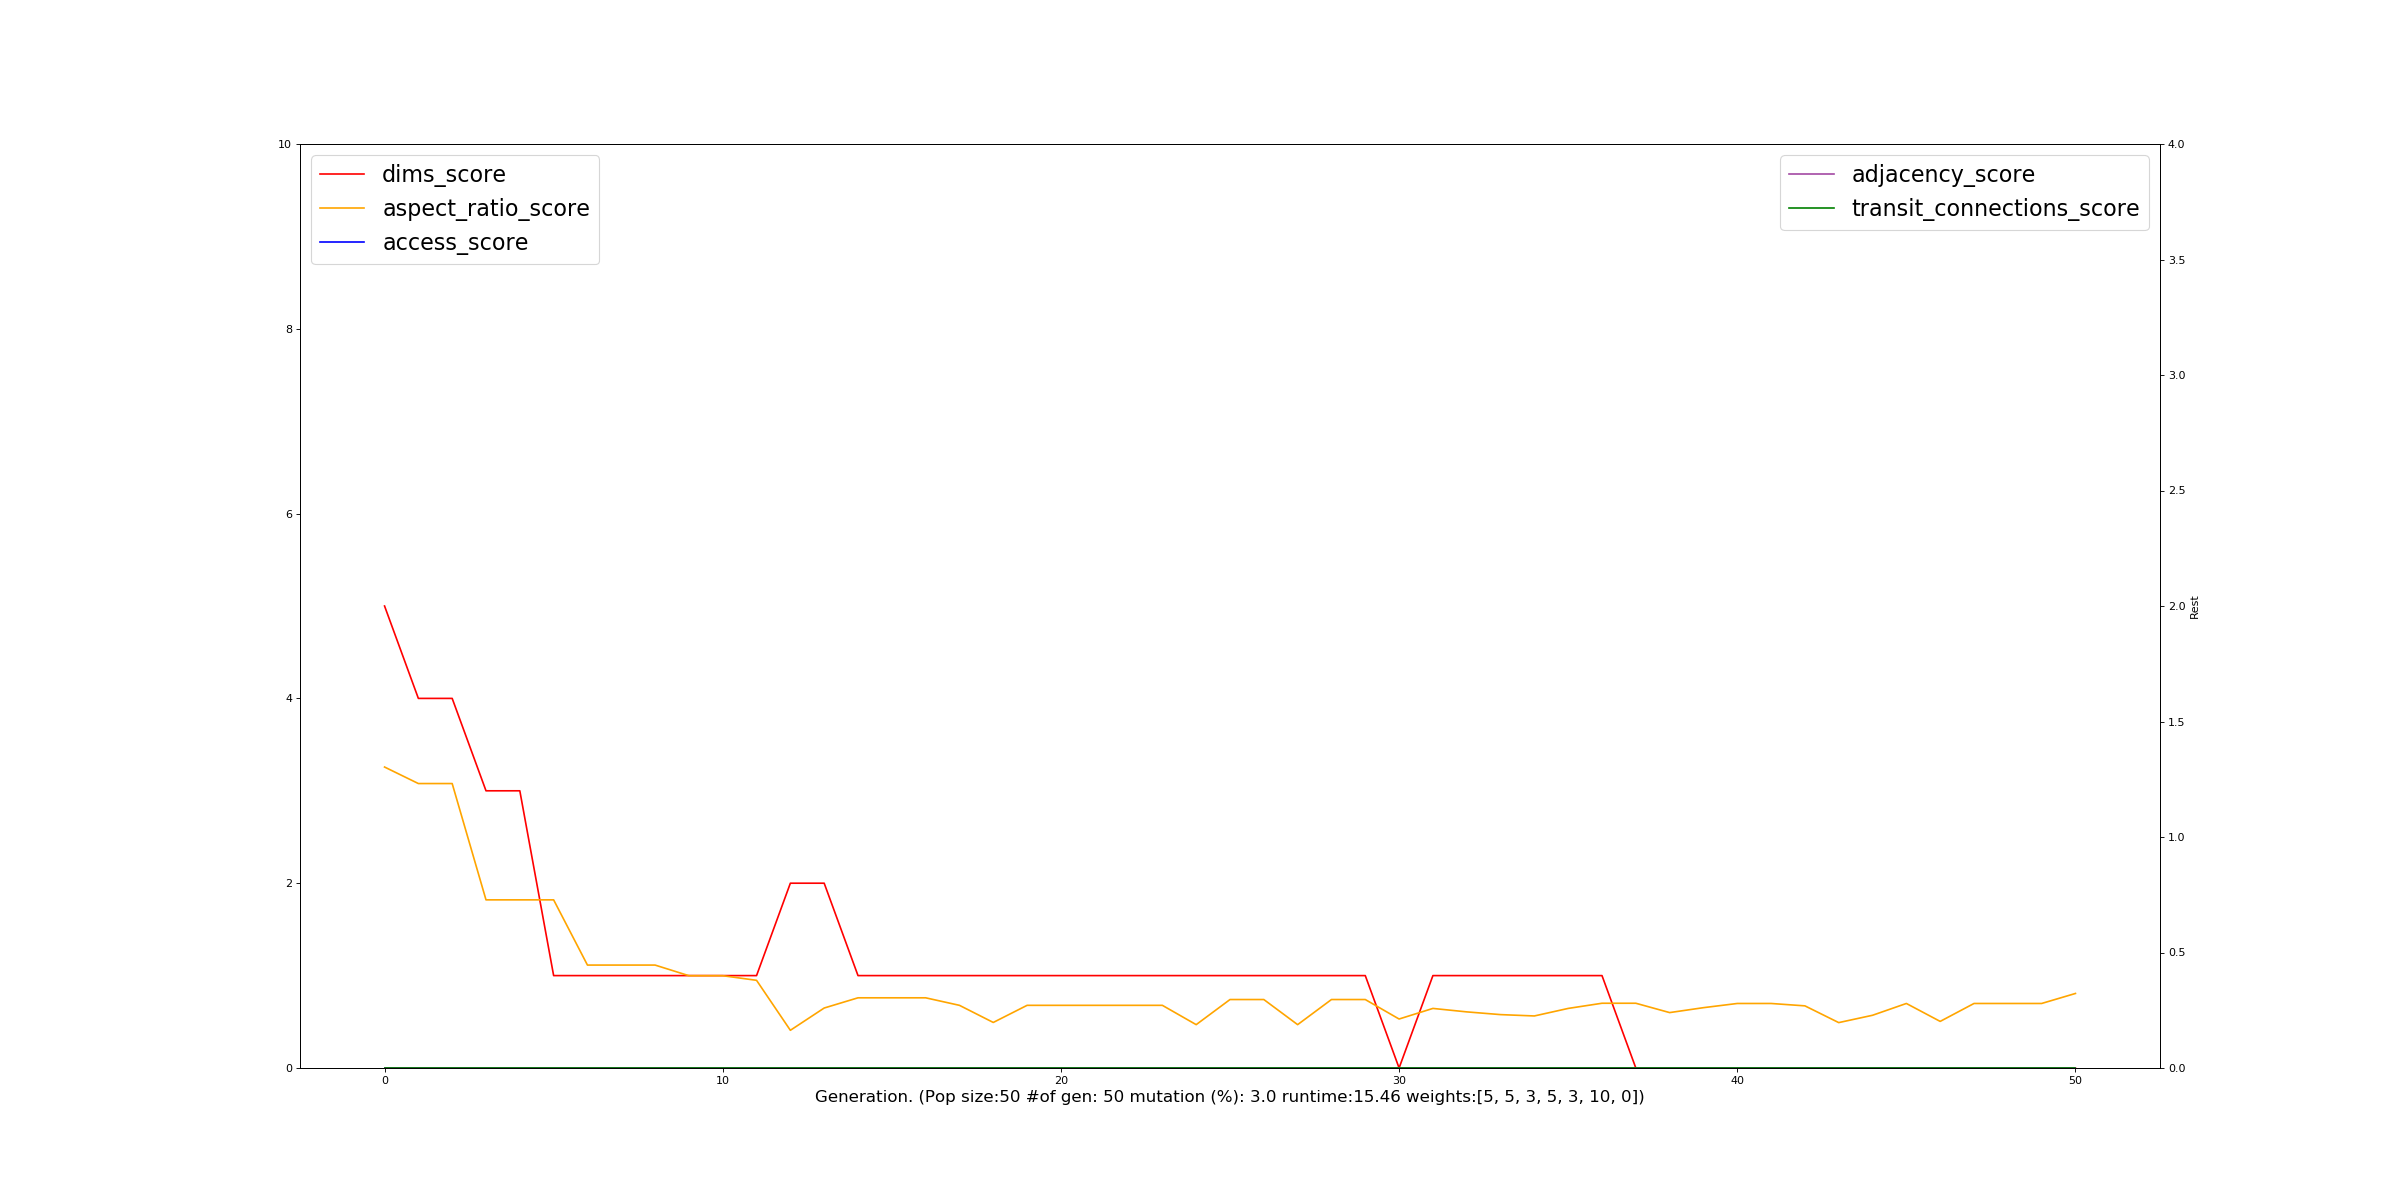 10
8
6
4
2
0
dims_score
aspect_ratio_score
access_score
adjacency_score
transit_connections_score
4.0
3.5
3.0
2.5
2.0
1.5
1.0
0.5
0.0
Rest
0 10 20 30 40 50
Generation. (Pop size:50 #of gen: 50 mutation (%): 3.0 runtime:15.46 weights:[5, 5, 3, 5, 3, 10, 0])